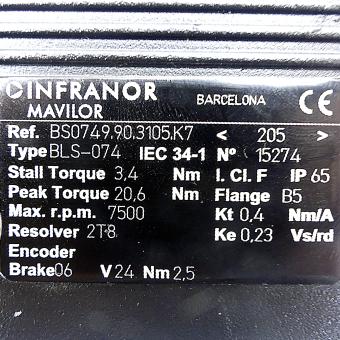 INFRANOR
MAVILOR BARCELONA CE
Ref. BS0749.90.3105.K7 < 205 >
Type BLS-074 IEC 34-1 Nº 15274
Stall Torque 3,4 Nm I. Cl. F IP 65
Peak Torque 20,6 Nm Flange B5
Max. r.p.m. 7500 Kt 0,4 Nm/A
Resolver 2T8 Ke 0,23 Vs/rd
Encoder
Brake 06 V 24 Nm 2,5